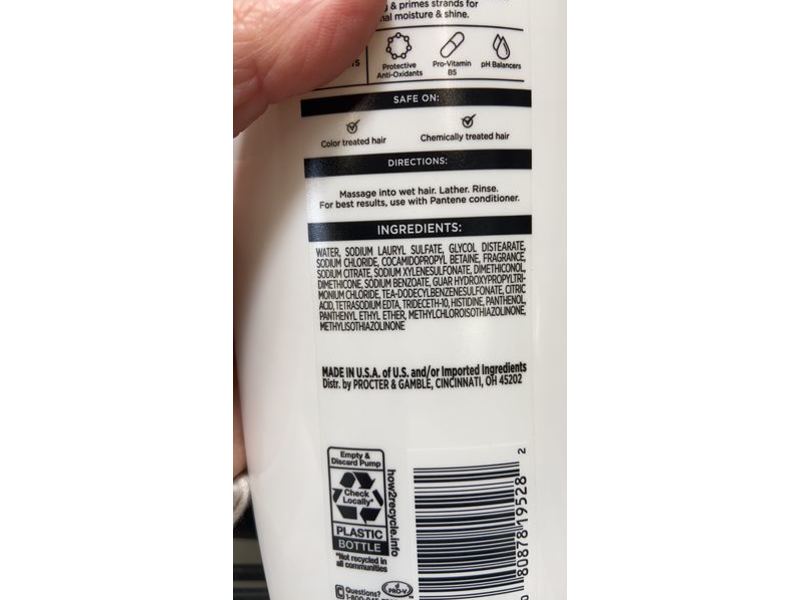 & primes strands for
moisture & shine.
Protective
Anti-Oxidants
Pro-Vitamin
B5
pH Balancers
SAFE ON:
Color treated hair
Chemically treated hair
DIRECTIONS:
Massage into wet hair. Lather. Rinse.
For best results, use with Pantene conditioner.
INGREDIENTS:
WATER, SODIUM LAURYL SULFATE, GLYCOL DISTEARATE,
SODIUM CHLORIDE, COCAMIDOPROPYL BETAINE, FRAGRANCE,
SODIUM CITRATE, SODIUM XYLENESULFONATE, DIMETHICONOL,
DIMETHICONE, SODIUM BENZOATE, GUAR HYDROXYPROPYLTRI-
MONIUM CHLORIDE, TEA-DODECYLBENZENESULFONATE, CITRIC
ACID, TETRASODIUM EDTA, TRIDECETH-10, HISTIDINE, PANTHENOL,
PANTHENYL ETHYL ETHER, METHYLCHLOROISOTHIAZOLINONE,
METHYLISOTHIAZOLINONE
MADE IN U.S.A. of U.S. and/or Imported Ingredients
Distr. by PROCTER & GAMBLE, CINCINNATI, OH 45202
Empty &
Discard Pump
Check
Locally*
PLASTIC
BOTTLE
*Not recycled in
all communities
how2recycle.info
Questions?
PRO-V
0 80878 19528 2